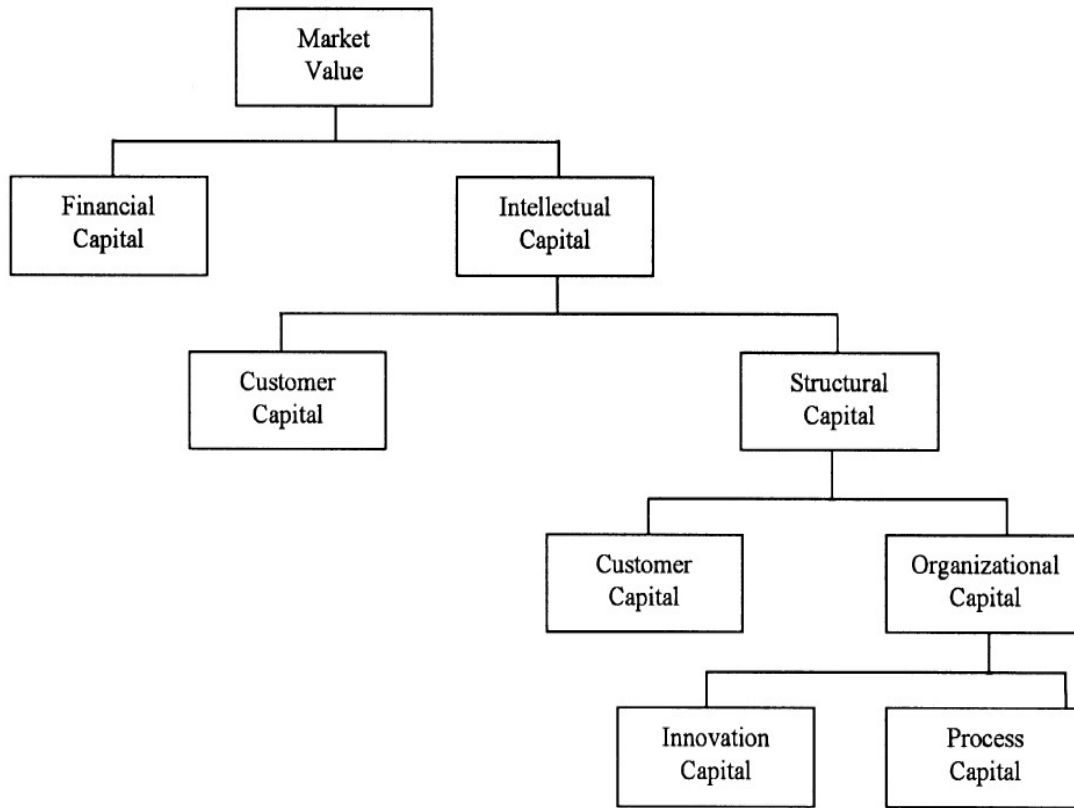 Market
Value
Financial
Capital
Intellectual
Capital
Customer
Capital
Structural
Capital
Customer
Capital
Organizational
Capital
Innovation
Capital
Process
Capital